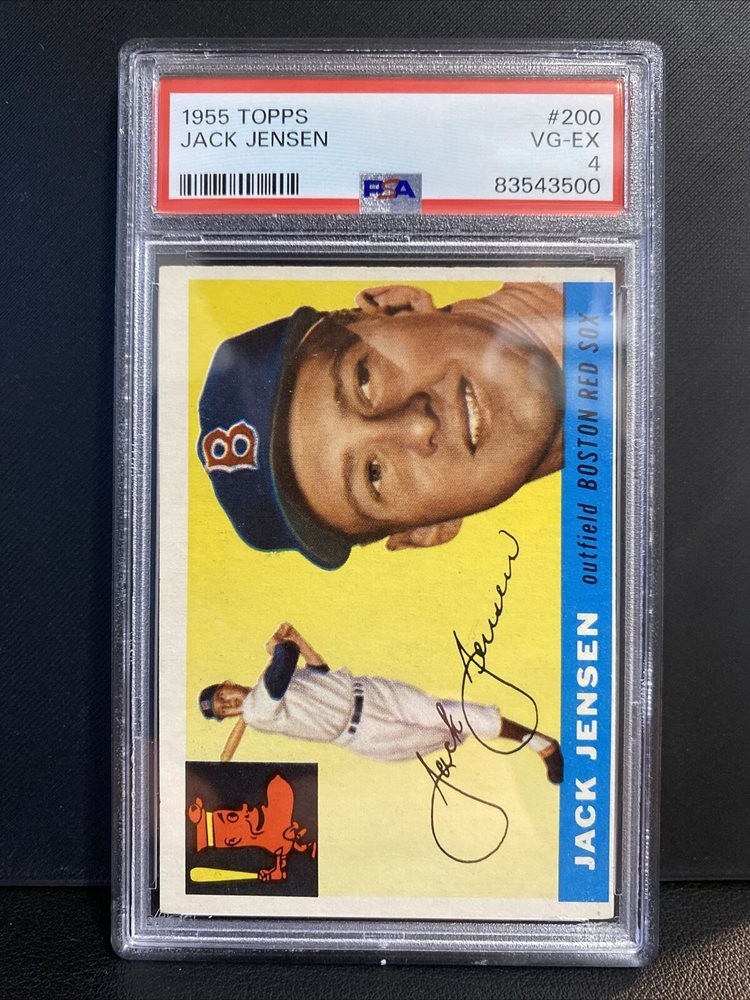 1955 TOPPS #200
JACK JENSEN VG-EX
4
PSA 83543500
B
Jack Jensen
JACK JENSEN outfield BOSTON RED SOX